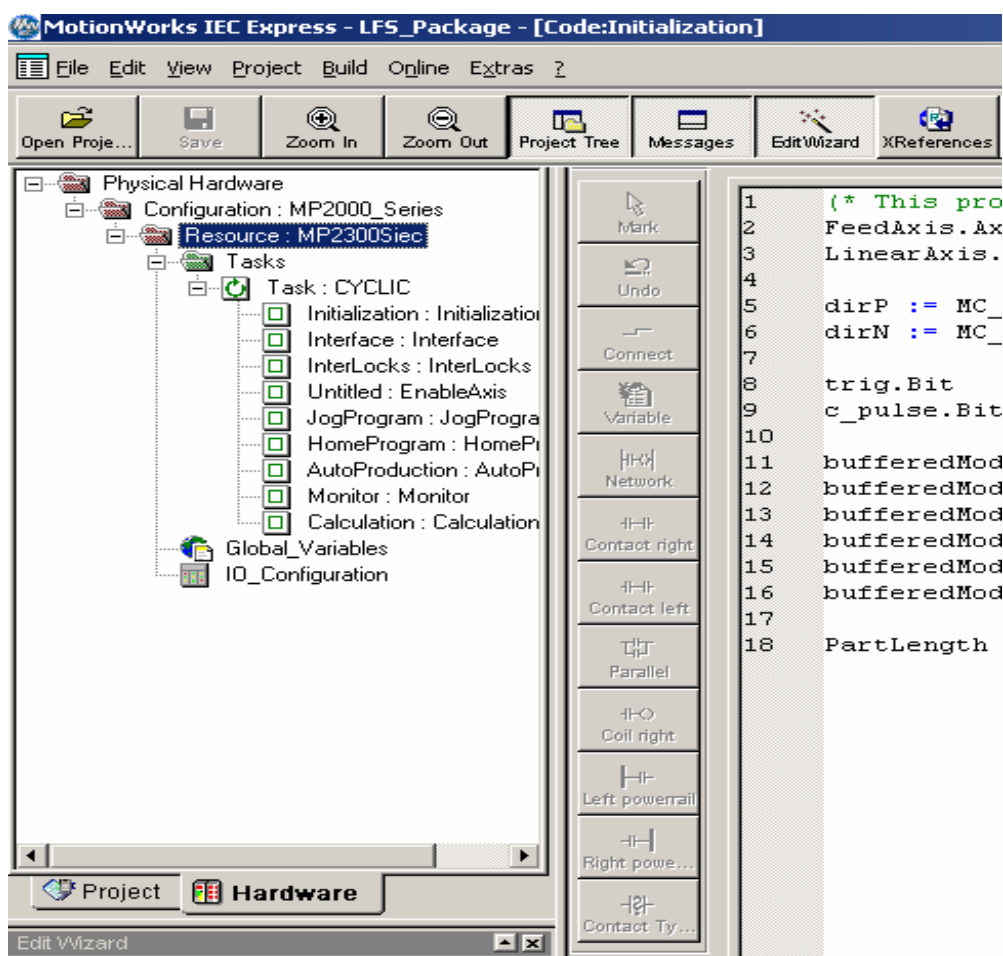 MotionWorks IEC Express - LFS_Package - [Code:Initialization]
File Edit View Project Build Online Extras ?
Open Proje... Save Zoom In Zoom Out Project Tree Messages EditWizard XReferences
Physical Hardware
Configuration : MP2000_Series
Resource : MP2300Siec
Tasks
Task : CYCLIC
Initialization : Initialization
Interface : Interface
InterLocks : InterLocks
Untitled : EnableAxis
JogProgram : JogProgra
HomeProgram : HomePr
AutoProduction : AutoPr
Monitor : Monitor
Calculation : Calculation
Global_Variables
IO_Configuration
Project Hardware
Edit Wizard
Mark
Undo
Connect
Variable
Network
Contact right
Contact left
Parallel
Coil right
Left powerrail
Right powe...
Contact Ty...
1 (* This pro
2 FeedAxis.Ax
3 LinearAxis.
4
5 dirP := MC_
6 dirN := MC_
7
8 trig.Bit
9 c_pulse.Bit
10
11 bufferedMod
12 bufferedMod
13 bufferedMod
14 bufferedMod
15 bufferedMod
16 bufferedMod
17
18 PartLength